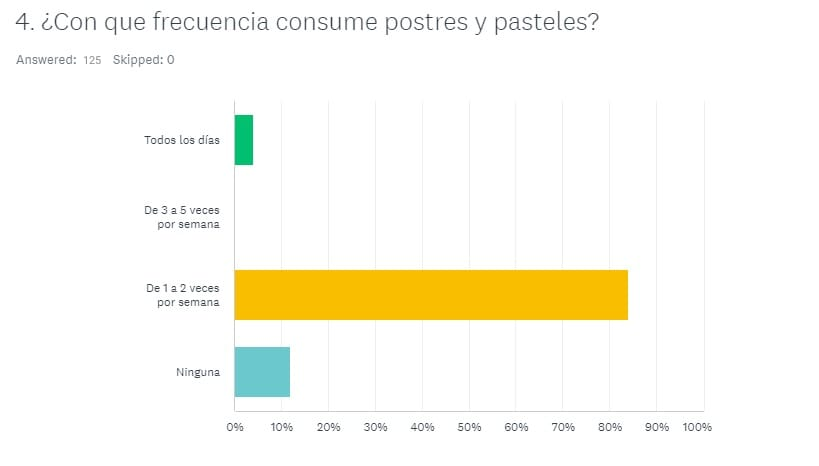 4. ¿Con que frecuencia consume postres y pasteles?
Answered: 125 Skipped: 0
Todos los días
De 3 a 5 veces
por semana
De 1 a 2 veces
por semana
Ninguna
0% 10% 20% 30% 40% 50% 60% 70% 80% 90% 100%